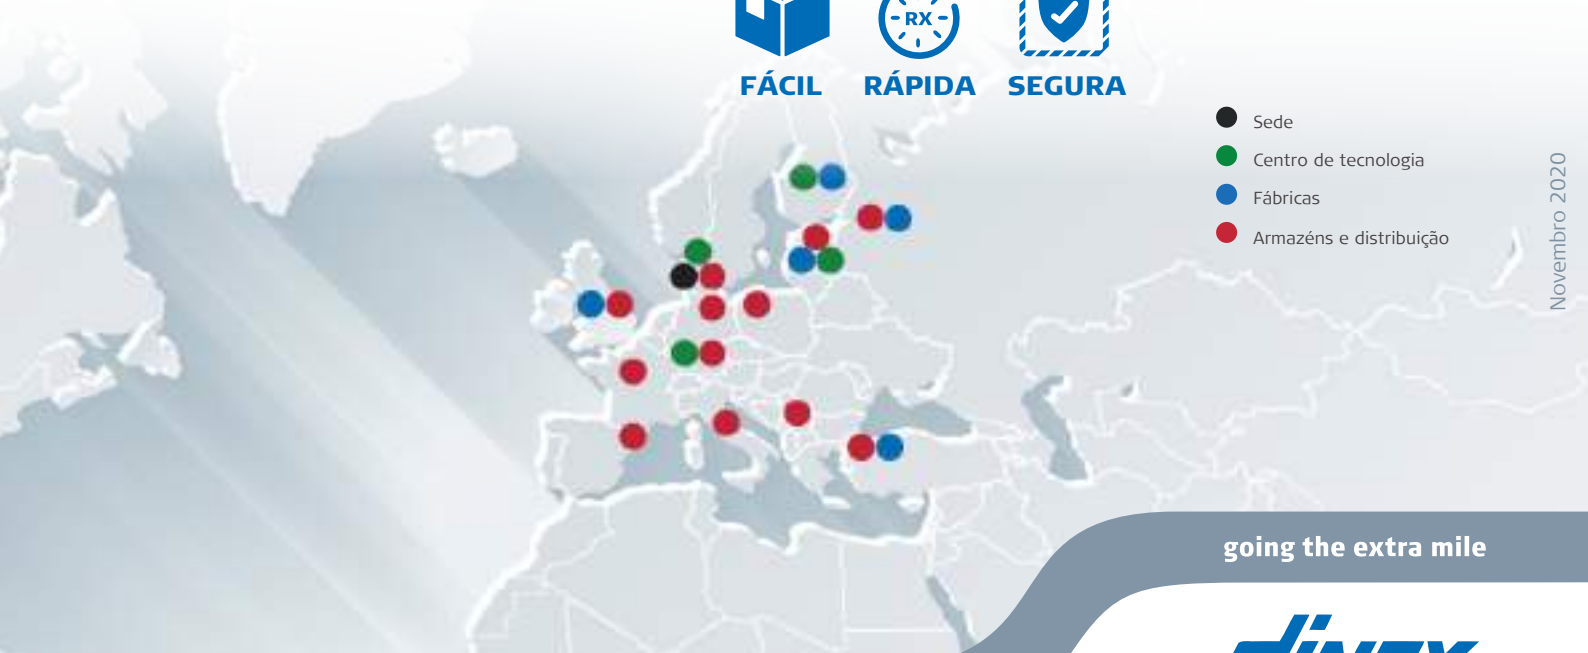 RX
FÁCIL RÁPIDA SEGURA
Sede
Centro de tecnologia
Fábricas
Armazéns e distribuição
Novembro 2020
going the extra mile